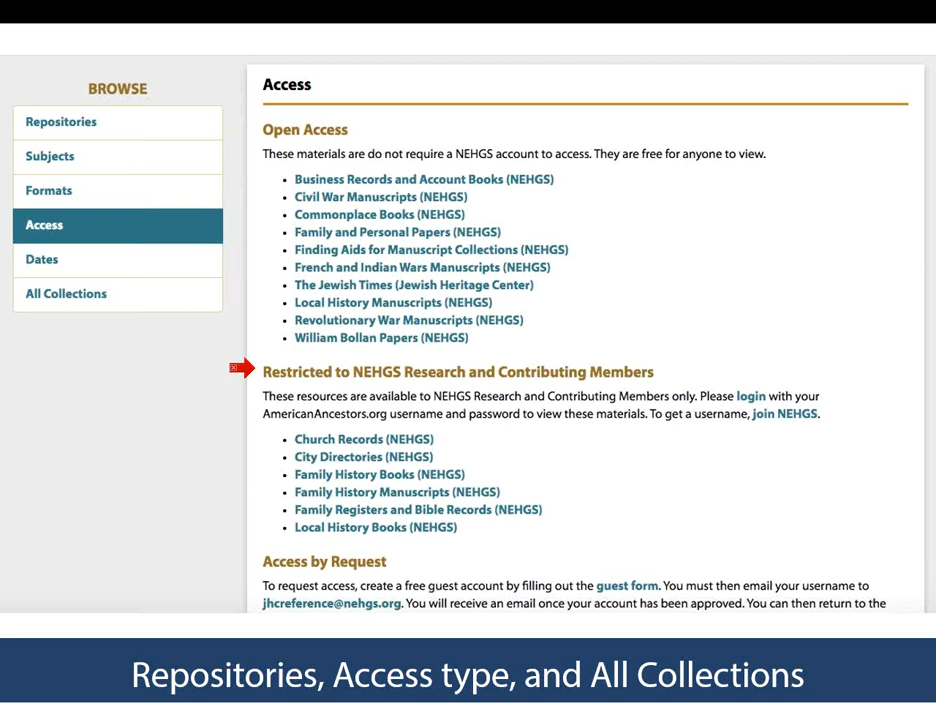 BROWSE
Repositories
Subjects
Formats
Access
Dates
All Collections
Access
Open Access
These materials are do not require a NEHGS account to access. They are free for anyone to view.
• Business Records and Account Books (NEHGS)
• Civil War Manuscripts (NEHGS)
• Commonplace Books (NEHGS)
• Family and Personal Papers (NEHGS)
• Finding Aids for Manuscript Collections (NEHGS)
• French and Indian Wars Manuscripts (NEHGS)
• The Jewish Times (Jewish Heritage Center)
• Local History Manuscripts (NEHGS)
• Revolutionary War Manuscripts (NEHGS)
• William Bollan Papers (NEHGS)
Restricted to NEHGS Research and Contributing Members
These resources are available to NEHGS Research and Contributing Members only. Please login with your
AmericanAncestors.org username and password to view these materials. To get a username, join NEHGS.
• Church Records (NEHGS)
• City Directories (NEHGS)
• Family History Books (NEHGS)
• Family History Manuscripts (NEHGS)
• Family Registers and Bible Records (NEHGS)
• Local History Books (NEHGS)
Access by Request
To request access, create a free guest account by filling out the guest form. You must then email your username to
jhcreference@nehgs.org. You will receive an email once your account has been approved. You can then return to the
Repositories, Access type, and All Collections